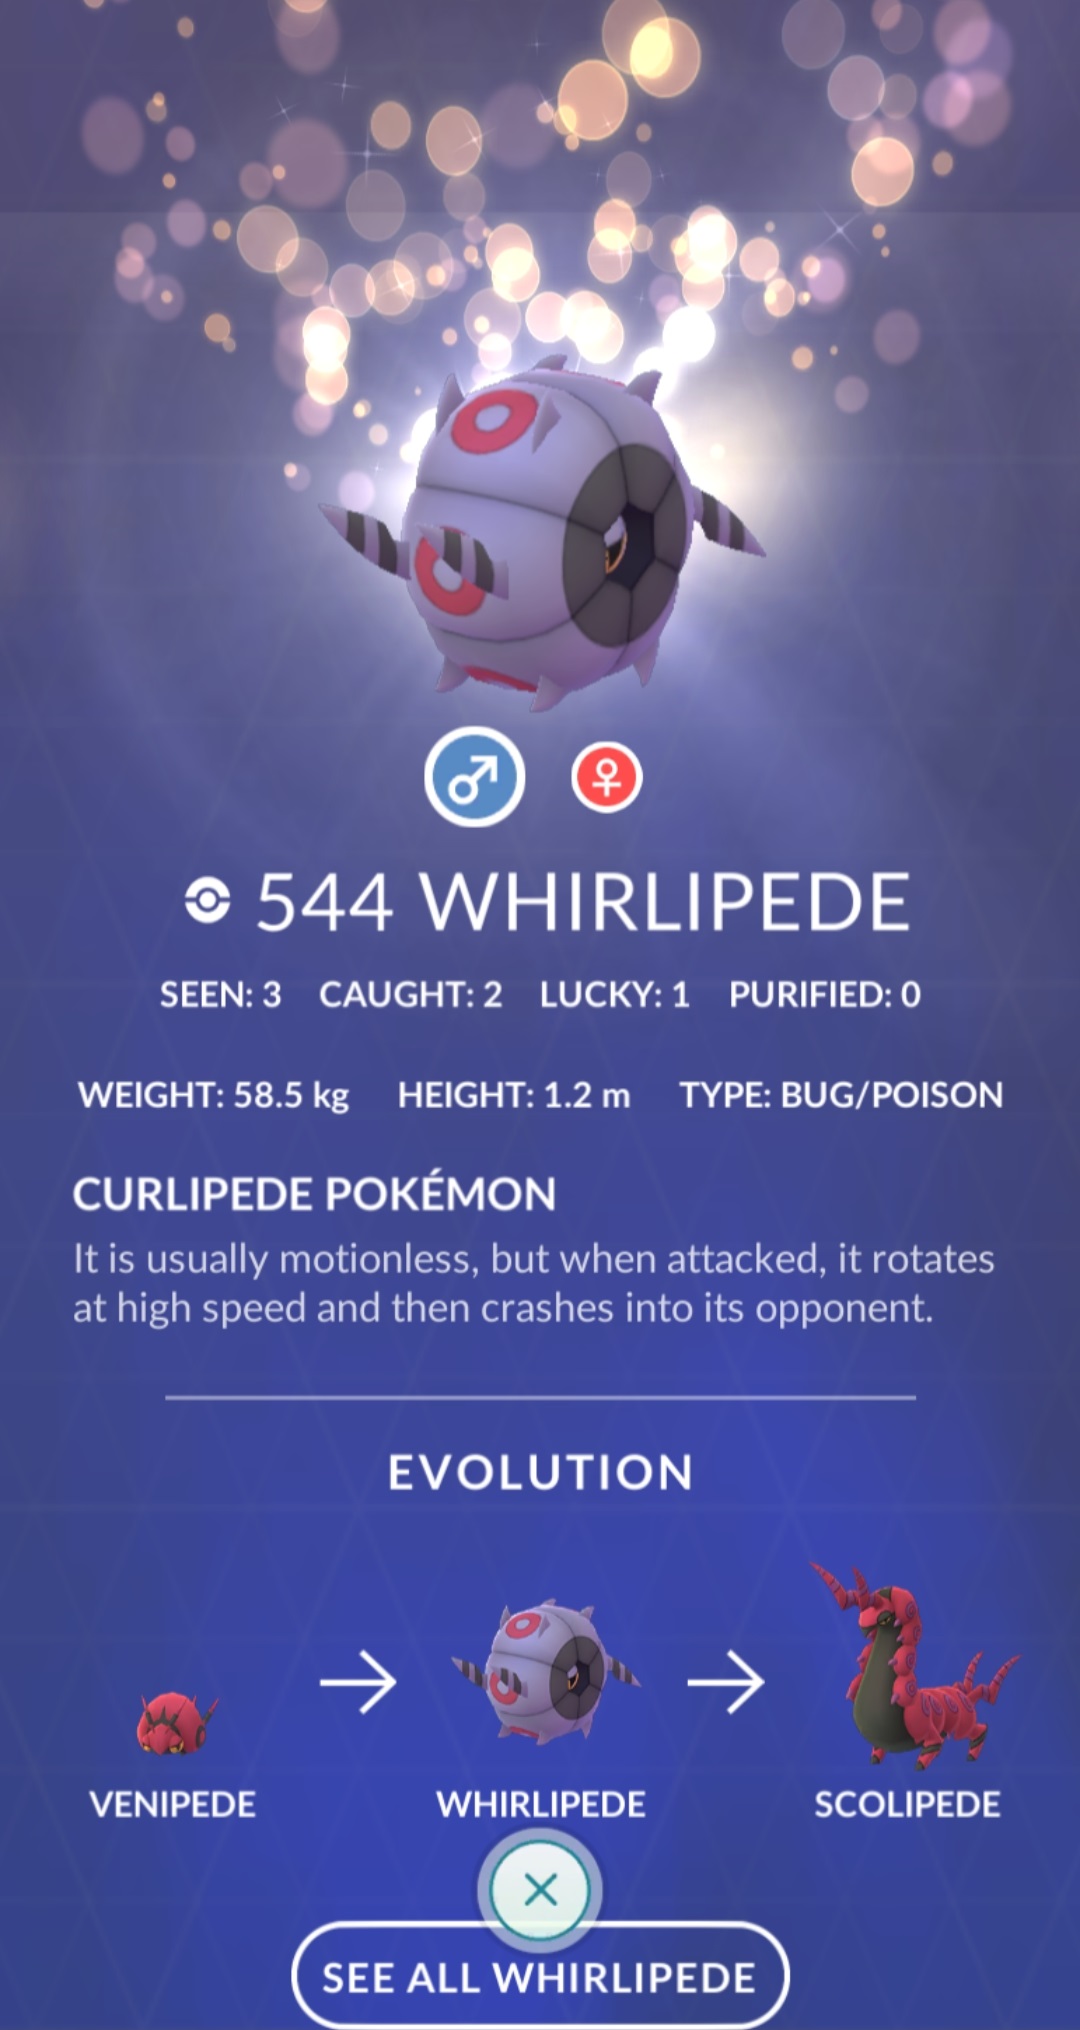 544 WHIRLIPEDE
SEEN: 3 CAUGHT: 2 LUCKY: 1 PURIFIED: 0
WEIGHT: 58.5 kg HEIGHT: 1.2 m TYPE: BUG/POISON
CURLIPEDE POKÉMON
It is usually motionless, but when attacked, it rotates
at high speed and then crashes into its opponent.
EVOLUTION
VENIPEDE WHIRLIPEDE SCOLIPEDE
SEE ALL WHIRLIPEDE